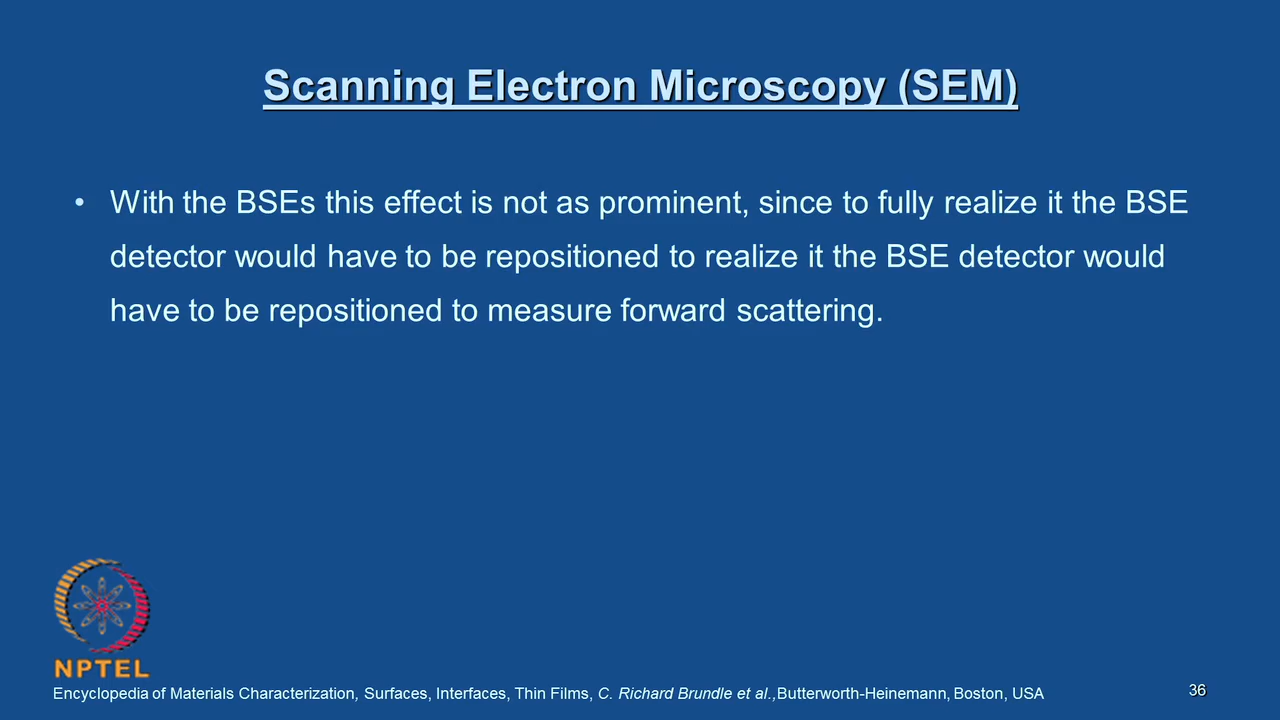 Scanning Electron Microscopy (SEM)
• With the BSEs this effect is not as prominent, since to fully realize it the BSE
detector would have to be repositioned to realize it the BSE detector would
have to be repositioned to measure forward scattering.
NPTEL
Encyclopedia of Materials Characterization, Surfaces, Interfaces, Thin Films, C. Richard Brundle et al.,Butterworth-Heinemann, Boston, USA
36